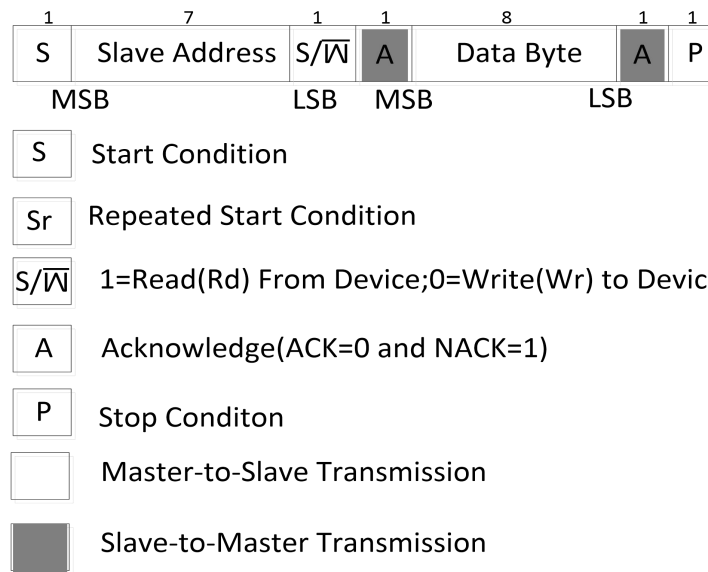 1 7 1 1 8 1 1
S Slave Address S/W̅ A Data Byte A P
MSB LSB MSB LSB
S Start Condition
Sr Repeated Start Condition
S/W̅ 1=Read(Rd) From Device;0=Write(Wr) to Devic
A Acknowledge(ACK=0 and NACK=1)
P Stop Conditon
Master-to-Slave Transmission
Slave-to-Master Transmission